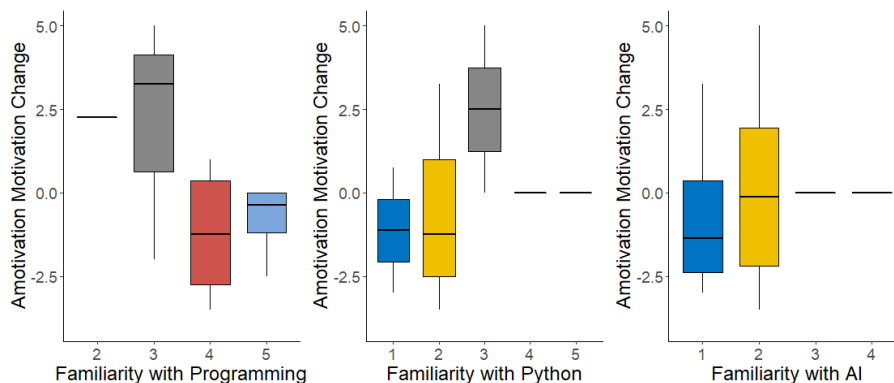 Amotivation Motivation Change
5.0
2.5
0.0
-2.5
2 3 4 5
Familiarity with Programming
Amotivation Motivation Change
5.0
2.5
0.0
-2.5
1 2 3 4 5
Familiarity with Python
Amotivation Motivation Change
5.0
2.5
0.0
-2.5
1 2 3 4
Familiarity with AI